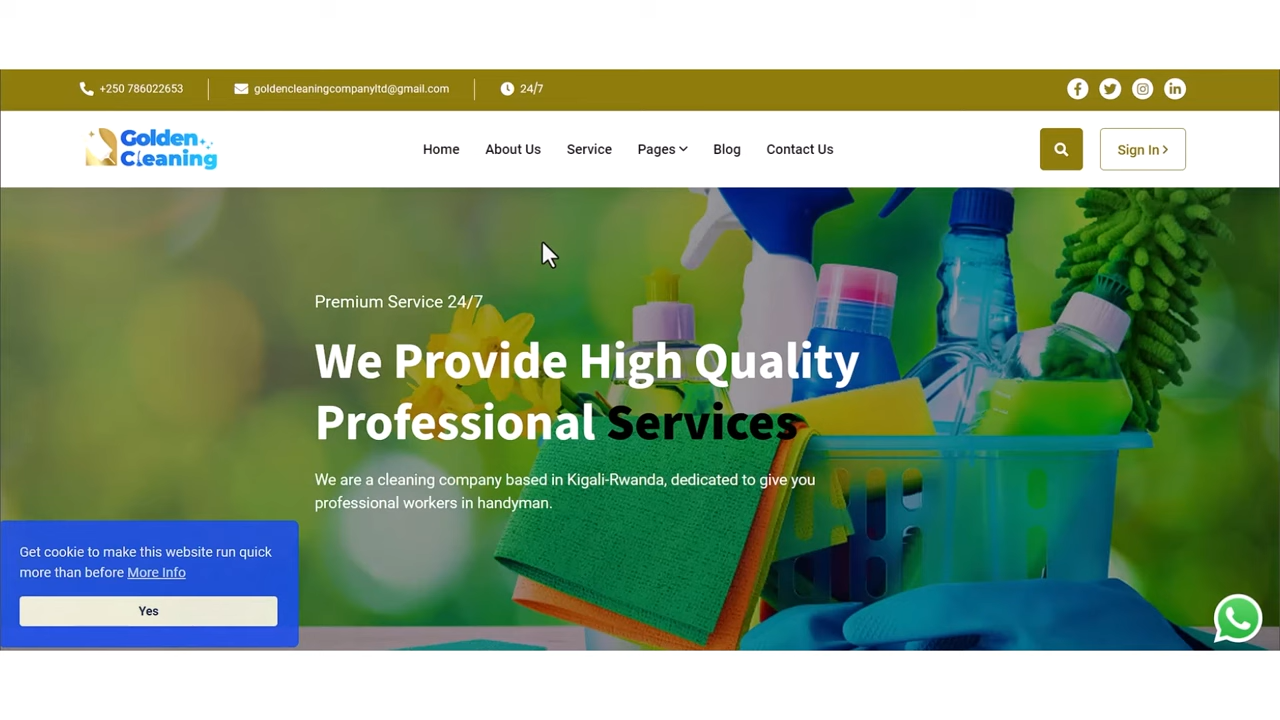 +250 786022653
goldencleaningcompanyltd@gmail.com
24/7
Golden
Cleaning
Home
About Us
Service
Pages
Blog
Contact Us
Sign In
Premium Service 24/7
We Provide High Quality
Professional Services
We are a cleaning company based in Kigali-Rwanda, dedicated to give you
professional workers in handyman.
Get cookie to make this website run quick
more than before More Info
Yes